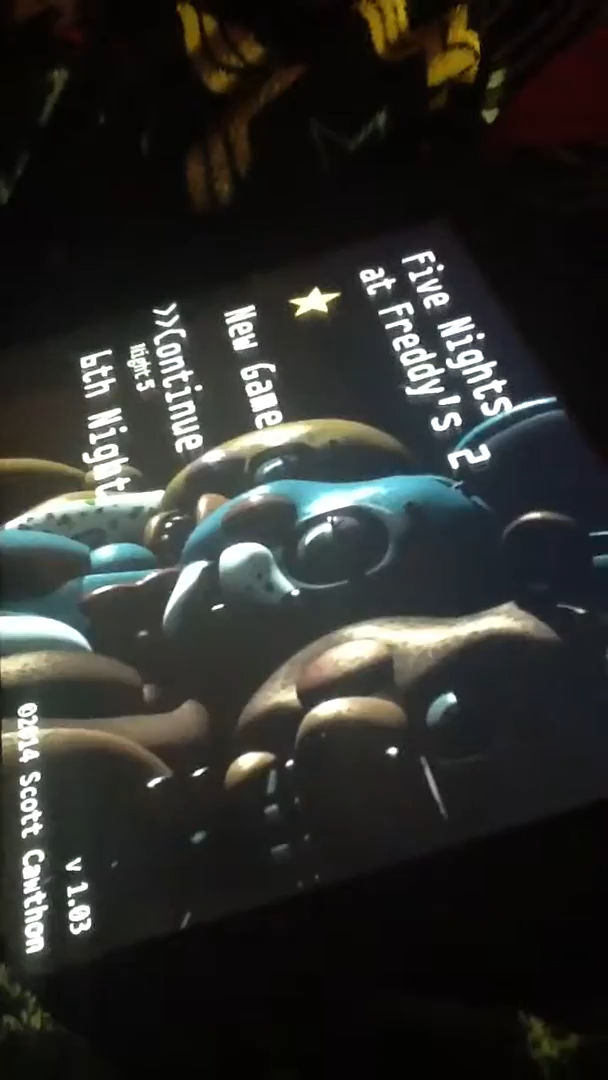 Five Nights
at Freddy's 2
New Game
>>Continue
Night 5
6th Night
©2014 Scott Cawthon
v 1.03